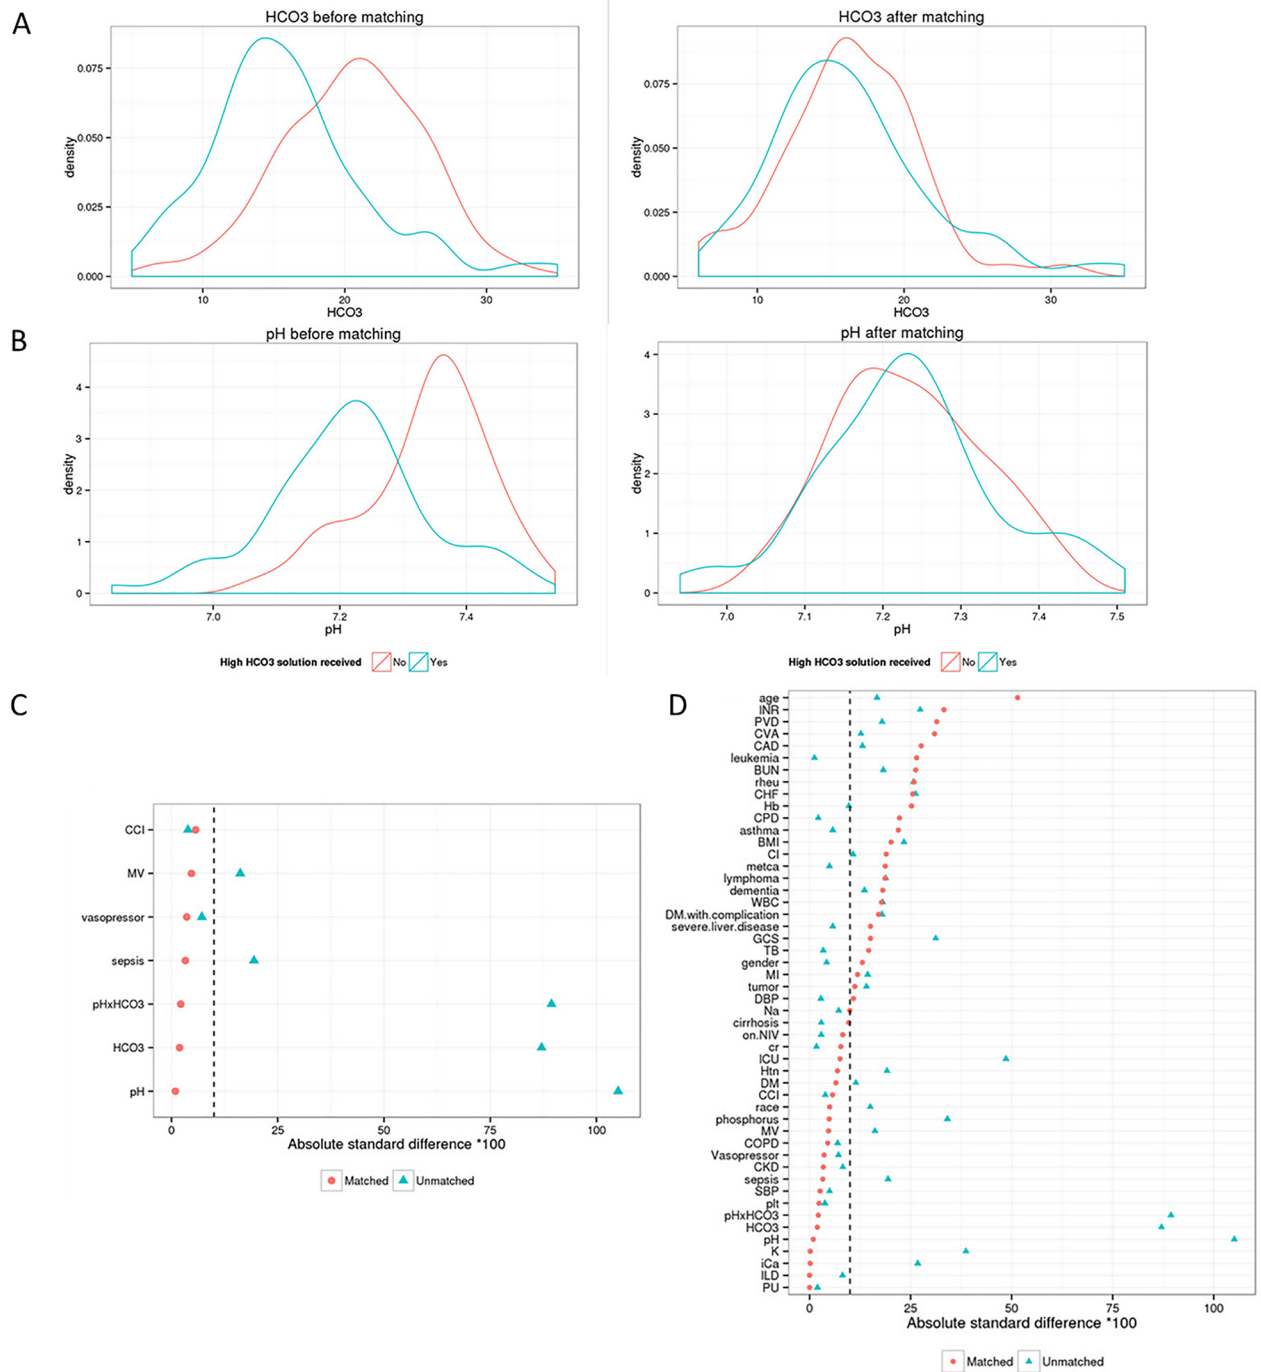 A
HCO3 before matching
HCO3 after matching
density
0.075
0.050
0.025
0.000
10
20
30
HCO3
density
0.075
0.050
0.025
0.000
10
20
30
HCO3
B
pH before matching
pH after matching
density
4
3
2
1
0
7.0
7.2
7.4
pH
density
4
3
2
1
0
7.0
7.1
7.2
7.3
7.4
7.5
pH
High HCO3 solution received No Yes
High HCO3 solution received No Yes
C
CCI
MV
vasopressor
sepsis
pHxHCO3
HCO3
pH
0
25
50
75
100
Absolute standard difference *100
Matched Unmatched
D
age
INR
PVD
CVA
CAD
leukemia
BUN
rheu
CHF
Hb
CPD
asthma
BMI
CI
metca
lymphoma
dementia
WBC
DM.with.complication
severe.liver.disease
GCS
TB
gender
MI
tumor
DBP
Na
cirrhosis
on.NIV
cr
ICU
Htn
DM
CCI
race
phosphorus
MV
COPD
Vasopressor
CKD
sepsis
SBP
plt
pHxHCO3
HCO3
pH
K
iCa
ILD
PU
0
25
50
75
100
Absolute standard difference *100
Matched Unmatched